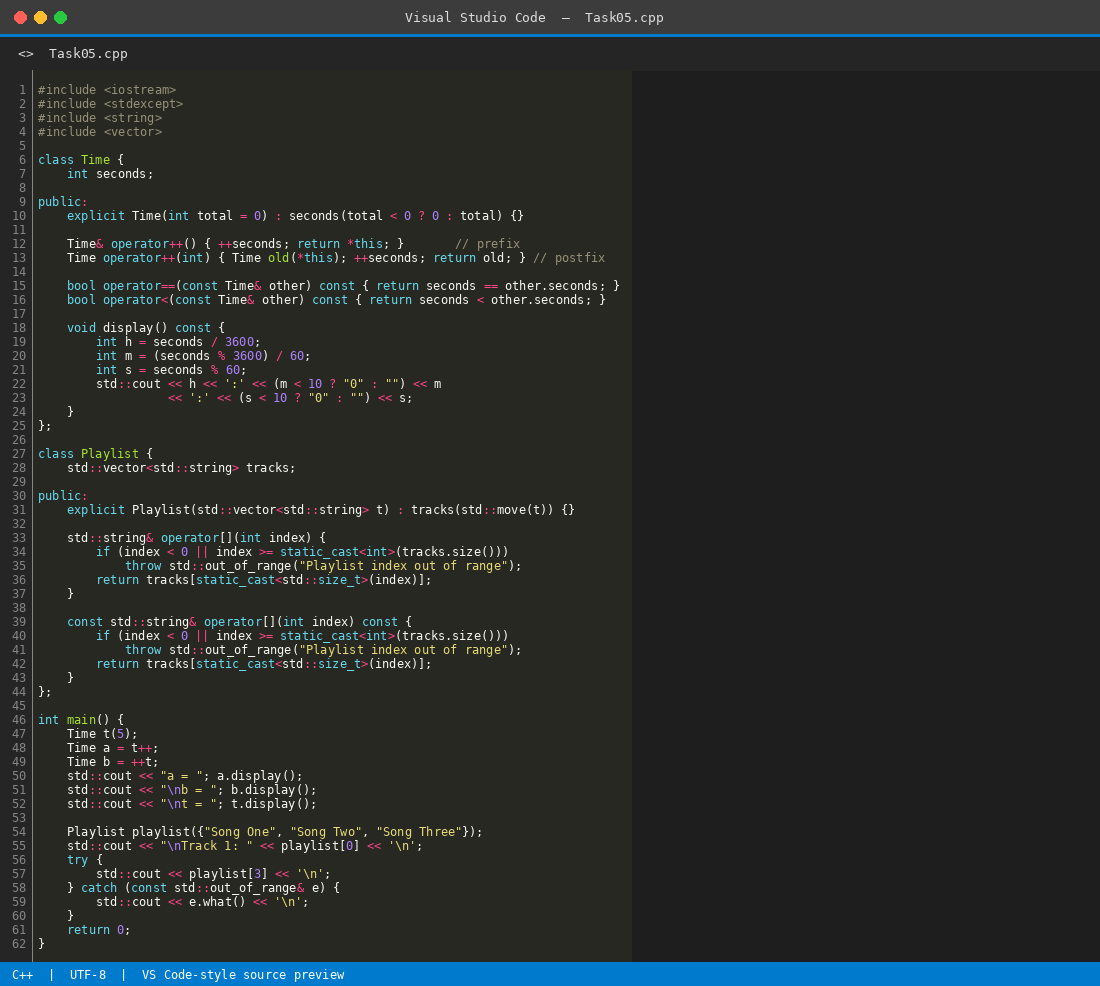 Visual Studio Code — Task05.cpp
<> Task05.cpp
1 #include <iostream>
2 #include <stdexcept>
3 #include <string>
4 #include <vector>
5
6 class Time {
7     int seconds;
8
9 public:
10     explicit Time(int total = 0) : seconds(total < 0 ? 0 : total) {}
11
12     Time& operator++() { ++seconds; return *this; }       // prefix
13     Time operator++(int) { Time old(*this); ++seconds; return old; } // postfix
14
15     bool operator==(const Time& other) const { return seconds == other.seconds; }
16     bool operator<(const Time& other) const { return seconds < other.seconds; }
17
18     void display() const {
19         int h = seconds / 3600;
20         int m = (seconds % 3600) / 60;
21         int s = seconds % 60;
22         std::cout << h << ':' << (m < 10 ? "0" : "") << m
23                   << ':' << (s < 10 ? "0" : "") << s;
24     }
25 };
26
27 class Playlist {
28     std::vector<std::string> tracks;
29
30 public:
31     explicit Playlist(std::vector<std::string> t) : tracks(std::move(t)) {}
32
33     std::string& operator[](int index) {
34         if (index < 0 || index >= static_cast<int>(tracks.size()))
35             throw std::out_of_range("Playlist index out of range");
36         return tracks[static_cast<std::size_t>(index)];
37     }
38
39     const std::string& operator[](int index) const {
40         if (index < 0 || index >= static_cast<int>(tracks.size()))
41             throw std::out_of_range("Playlist index out of range");
42         return tracks[static_cast<std::size_t>(index)];
43     }
44 };
45
46 int main() {
47     Time t(5);
48     Time a = t++;
49     Time b = ++t;
50     std::cout << "a = "; a.display();
51     std::cout << "\nb = "; b.display();
52     std::cout << "\nt = "; t.display();
53
54     Playlist playlist({"Song One", "Song Two", "Song Three"});
55     std::cout << "\nTrack 1: " << playlist[0] << '\n';
56     try {
57         std::cout << playlist[3] << '\n';
58     } catch (const std::out_of_range& e) {
59         std::cout << e.what() << '\n';
60     }
61     return 0;
62 }
C++ | UTF-8 | VS Code-style source preview